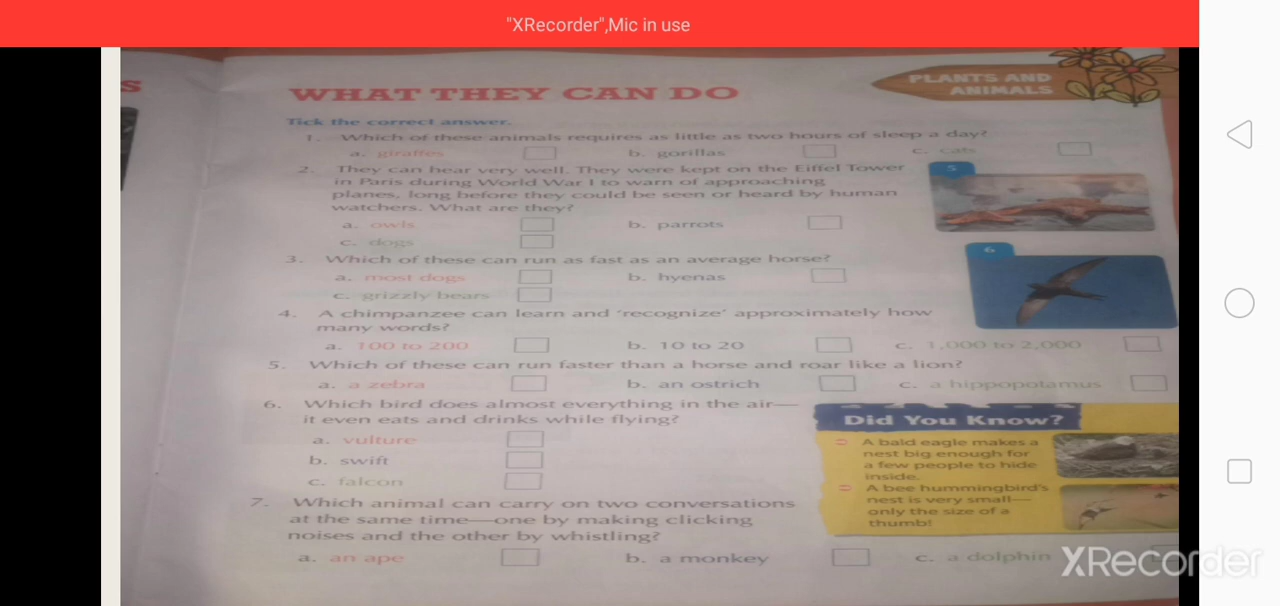 "XRecorder",Mic in use
S
WHAT THEY CAN DO
PLANTS AND
ANIMALS
Tick the correct answer.
1. Which of these animals requires as little as two hours of sleep a day?
a. giraffes b. gorillas c. cats
2. They can hear very well. They were kept on the Eiffel Tower
in Paris during World War I to warn of approaching
planes, long before they could be seen or heard by human
watchers. What are they?
a. owls b. parrots
c. dogs
5
3. Which of these can run as fast as an average horse?
a. most dogs b. hyenas
c. grizzly bears
6
4. A chimpanzee can learn and 'recognize' approximately how
many words?
a. 100 to 200 b. 10 to 20 c. 1,000 to 2,000
5. Which of these can run faster than a horse and roar like a lion?
a. a zebra b. an ostrich c. a hippopotamus
6. Which bird does almost everything in the air—
it even eats and drinks while flying?
a. vulture
b. swift
c. falcon
Did You Know?
A bald eagle makes a
nest big enough for
a few people to hide
inside.
A bee hummingbird's
nest is very small—
only the size of a
thumb!
7. Which animal can carry on two conversations
at the same time—one by making clicking
noises and the other by whistling?
a. an ape b. a monkey c. a dolphin
XRecorder